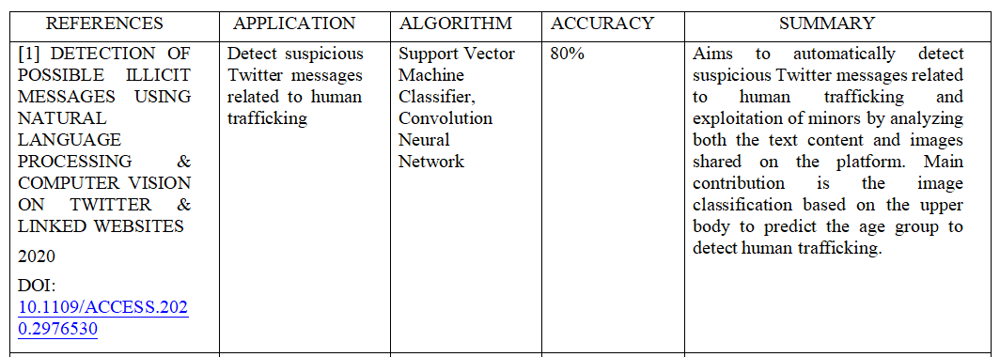 REFERENCES
APPLICATION
ALGORITHM
ACCURACY
SUMMARY
[1] DETECTION OF
POSSIBLE ILLICIT
MESSAGES USING
NATURAL
LANGUAGE
PROCESSING &
COMPUTER VISION
ON TWITTER &
LINKED WEBSITES
2020
DOI:
10.1109/ACCESS.202
0.2976530
Detect suspicious
Twitter messages
related to human
trafficking
Support Vector
Machine
Classifier,
Convolution
Neural
Network
80%
Aims to automatically detect
suspicious Twitter messages related
to human trafficking and
exploitation of minors by analyzing
both the text content and images
shared on the platform. Main
contribution is the image
classification based on the upper
body to predict the age group to
detect human trafficking.